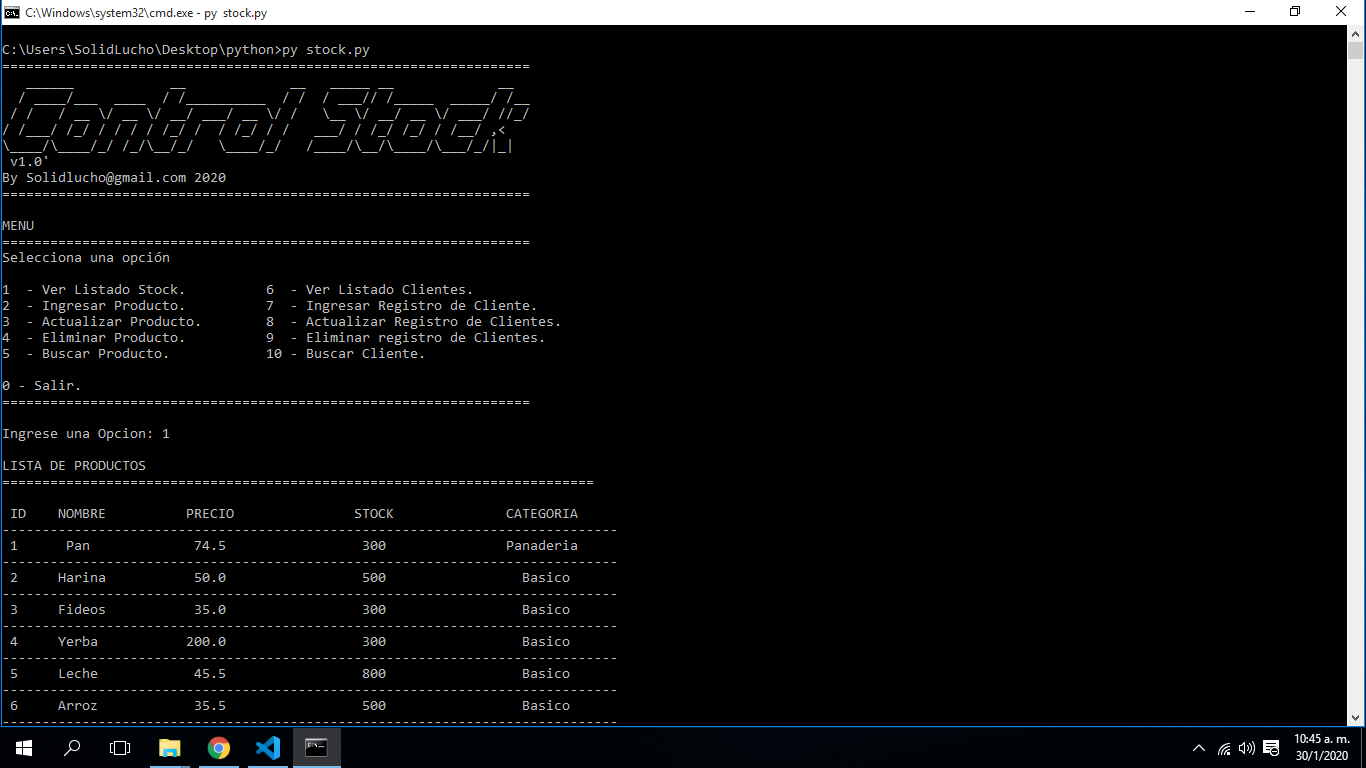 C:\Windows\system32\cmd.exe - py  stock.py
C:\Users\SolidLucho\Desktop\python>py stock.py
==================================================================
Control Stock
v1.0'
By Solidlucho@gmail.com 2020
==================================================================
MENU
==================================================================
Selecciona una opción
1  - Ver Listado Stock.          6  - Ver Listado Clientes.
2  - Ingresar Producto.          7  - Ingresar Registro de Cliente.
3  - Actualizar Producto.        8  - Actualizar Registro de Clientes.
4  - Eliminar Producto.          9  - Eliminar registro de Clientes.
5  - Buscar Producto.            10 - Buscar Cliente.
0 - Salir.
==================================================================
Ingrese una Opcion: 1
LISTA DE PRODUCTOS
==========================================================================
ID    NOMBRE          PRECIO               STOCK              CATEGORIA
-----------------------------------------------------------------------------
1      Pan             74.5                 300               Panaderia
-----------------------------------------------------------------------------
2     Harina           50.0                 500                 Basico
-----------------------------------------------------------------------------
3     Fideos           35.0                 300                 Basico
-----------------------------------------------------------------------------
4     Yerba           200.0                 300                 Basico
-----------------------------------------------------------------------------
5     Leche            45.5                 800                 Basico
-----------------------------------------------------------------------------
6     Arroz            35.5                 500                 Basico
-----------------------------------------------------------------------------
10:45 a. m.
30/1/2020